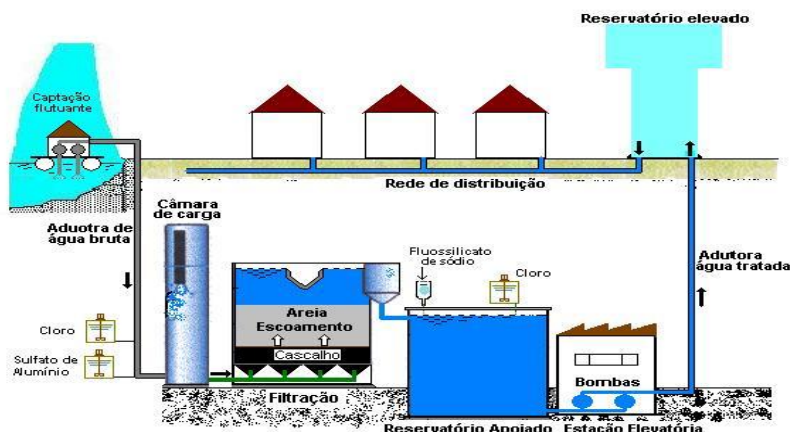 Reservatório elevado
Captação
flutuante
Rede de distribuição
Aduotra de
água bruta
Câmara
de carga
Fluossilicato
de sódio
Cloro
Adutora
água tratada
Areia
Escoamento
Cascalho
Cloro
Sulfato de
Alumínio
Bombas
Filtração
Reservatório Apoiado
Estação Elevatória